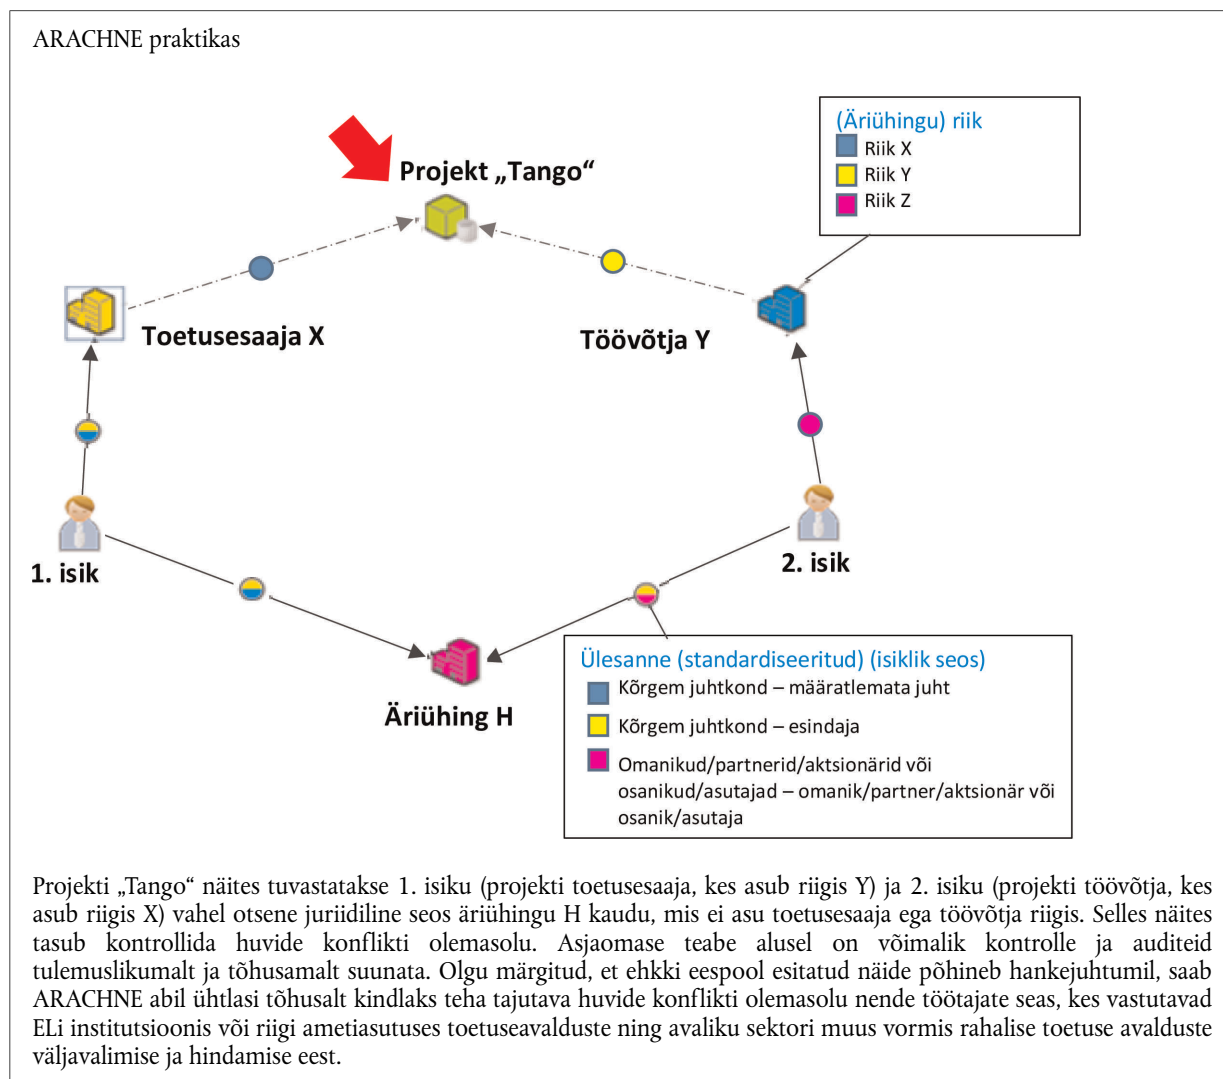 ARACHNE praktikas
(Äriühingu) riik
Riik X
Riik Y
Riik Z
Projekt „Tango“
Toetusesaaja X
Töövõtja Y
1. isik
2. isik
Äriühing H
Ülesanne (standardiseeritud) (isiklik seos)
Kõrgem juhtkond – määratlemata juht
Kõrgem juhtkond – esindaja
Omanikud/partnerid/aktsionärid või
osanikud/asutajad – omanik/partner/aktsionär või
osanik/asutaja
Projekti „Tango“ näites tuvastatakse 1. isiku (projekti toetusesaaja, kes asub riigis Y) ja 2. isiku (projekti töövõtja, kes
asub riigis X) vahel otsene juriidiline seos äriühingu H kaudu, mis ei asu toetusesaaja ega töövõtja riigis. Selles näites
tasub kontrollida huvide konflikti olemasolu. Asjaomase teabe alusel on võimalik kontrolle ja auditeid
tulemuslikumalt ja tõhusamalt suunata. Olgu märgitud, et ehkki eespool esitatud näide põhineb hankejuhtumil, saab
ARACHNE abil ühtlasi tõhusalt kindlaks teha tajutava huvide konflikti olemasolu nende töötajate seas, kes vastutavad
ELi institutsioonis või riigi ametiasutuses toetuseavalduste ning avaliku sektori muus vormis rahalise toetuse avalduste
väljavalimise ja hindamise eest.